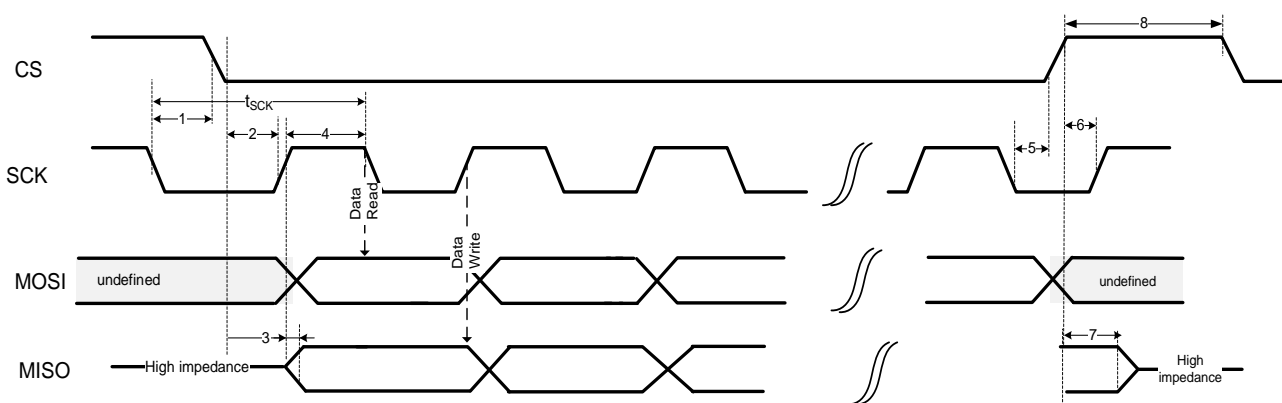 8
CS
tSCK
1
2
4
5
6
SCK
Data
Read
Data
Write
MOSI
undefined
undefined
3
7
MISO
High impedance
High
impedance